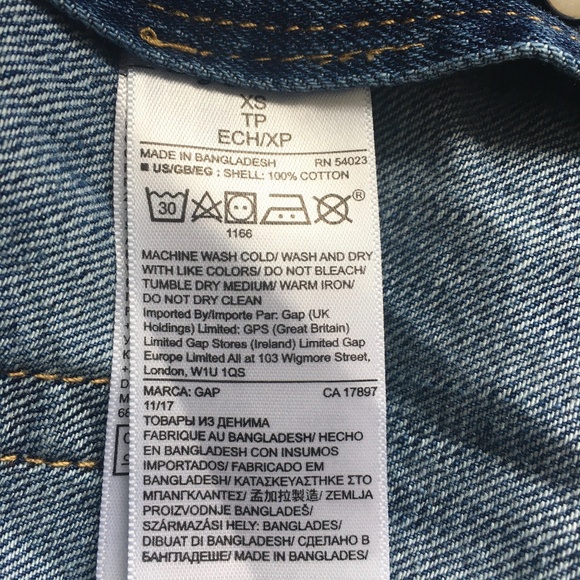 XS
TP
ECH/XP
MADE IN BANGLADESH RN 54023
■ US/GB/EG : SHELL: 100% COTTON
30
®
1166
MACHINE WASH COLD/ WASH AND DRY
WITH LIKE COLORS/ DO NOT BLEACH/
TUMBLE DRY MEDIUM/ WARM IRON/
DO NOT DRY CLEAN
Imported By/Importe Par: Gap (UK
Holdings) Limited: GPS (Great Britain)
Limited Gap Stores (Ireland) Limited Gap
Europe Limited All at 103 Wigmore Street,
London, W1U 1QS
MARCA: GAP CA 17897
11/17
ТОВАРЫ ИЗ ДЕНИМА
FABRIQUE AU BANGLADESH/ HECHO
EN BANGLADESH CON INSUMOS
IMPORTADOS/ FABRICADO EM
BANGLADESH/ ΚΑΤΑΣΚΕΥΑΣΤΗΚΕ ΣΤΟ
ΜΠΑΝΓΚΛΑΝΤΕΣ/ 孟加拉製造/ ZEMLJA
PROIZVODNJE BANGLADEŠ/
SZÁRMAZÁSI HELY: BANGLADES/
DIBUAT DI BANGLADESH/ СДЕЛАНО В
БАНГЛАДЕШЕ/ MADE IN BANGLADESH/